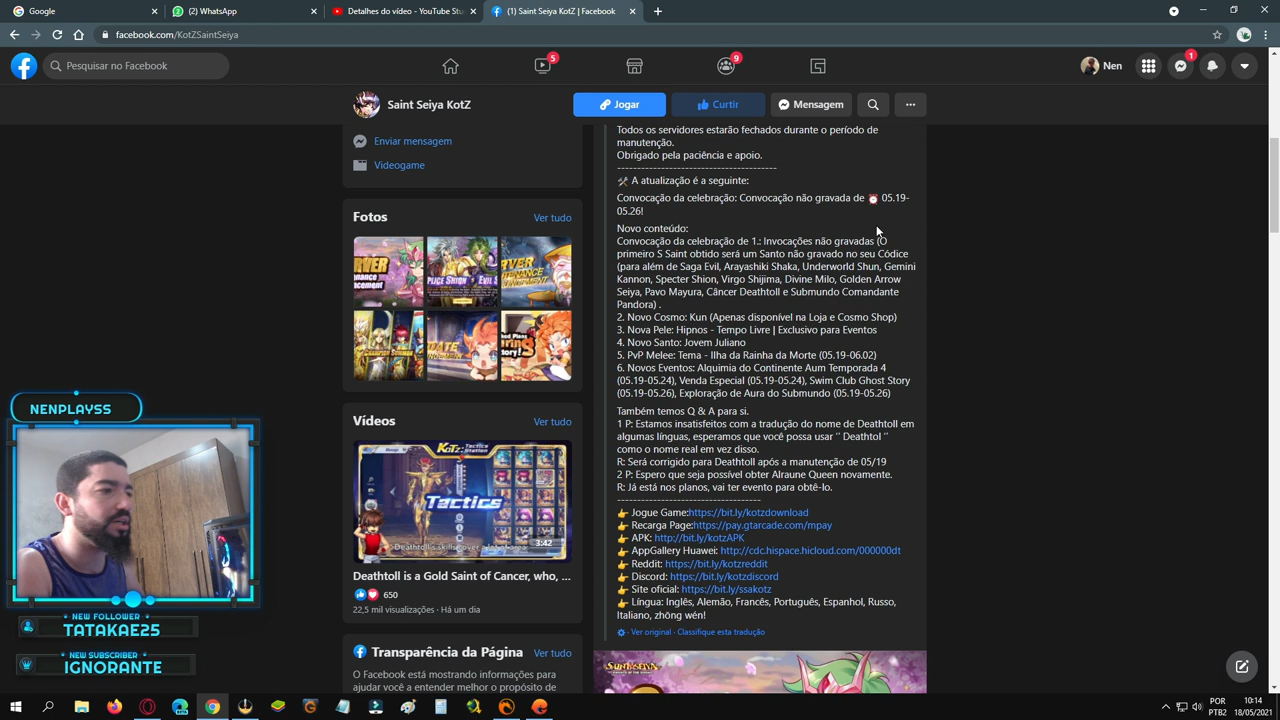 Google
(2) WhatsApp
Detalhes do vídeo - YouTube Stu
(1) Saint Seiya KotZ | Facebook
facebook.com/KotZSaintSeiya
Pesquisar no Facebook
5
9
Nen
1
Saint Seiya KotZ
Jogar
Curtir
Mensagem
Enviar mensagem
Videogame
Fotos
Ver tudo
Vídeos
Ver tudo
KOTZ: Tactics Station
Tactics
3:42
Deathtoll is a Gold Saint of Cancer, who, ...
650
22,5 mil visualizações · Há um dia
Transparência da Página
Ver tudo
O Facebook está mostrando informações para
ajudar você a entender melhor o propósito de
Todos os servidores estarão fechados durante o período de
manutenção.
Obrigado pela paciência e apoio.
----------------------------------------
🛠 A atualização é a seguinte:
Convocação da celebração: Convocação não gravada de ⏰ 05.19-
05.26!
Novo conteúdo:
Convocação da celebração de 1.: Invocações não gravadas (O
primeiro S Saint obtido será um Santo não gravado no seu Códice
(para além de Saga Evil, Arayashiki Shaka, Underworld Shun, Gemini
Kannon, Specter Shion, Virgo Shijima, Divine Milo, Golden Arrow
Seiya, Pavo Mayura, Câncer Deathtoll e Submundo Comandante
Pandora) .
2. Novo Cosmo: Kun (Apenas disponível na Loja e Cosmo Shop)
3. Nova Pele: Hipnos - Tempo Livre | Exclusivo para Eventos
4. Novo Santo: Jovem Juliano
5. PvP Melee: Tema - Ilha da Rainha da Morte (05.19-06.02)
6. Novos Eventos: Alquimia do Continente Aum Temporada 4
(05.19-05.24), Venda Especial (05.19-05.24), Swim Club Ghost Story
(05.19-05.26), Exploração de Aura do Submundo (05.19-05.26)
Também temos Q & A para si.
1 P: Estamos insatisfeitos com a tradução do nome de Deathtoll em
algumas línguas, esperamos que você possa usar '' Deathtol ''
como o nome real em vez disso.
R: Será corrigido para Deathtoll após a manutenção de 05/19
2 P: Espero que seja possível obter Alraune Queen novamente.
R: Já está nos planos, vai ter evento para obtê-lo.
------------------------------------
👉 Jogue Game:https://bit.ly/kotzdownload
👉 Recarga Page:https://pay.gtarcade.com/mpay
👉 APK: http://bit.ly/kotzAPK
👉 AppGallery Huawei: http://cdc.hispace.hicloud.com/000000dt
👉 Reddit: https://bit.ly/kotzreddit
👉 Discord: https://bit.ly/kotzdiscord
👉 Site oficial: https://bit.ly/ssakotz
👉 Língua: Inglês, Alemão, Francês, Português, Espanhol, Russo,
Italiano, zhōng wén!
· Ver original · Classifique esta tradução
NENPLAYSS
NEW FOLLOWER
TATAKAE25
NEW SUBSCRIBER
IGNORANTE
POR
PTB2
10:14
18/05/2021